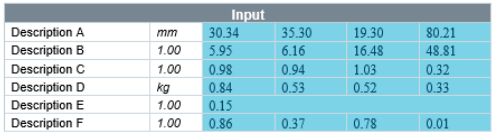 Input
Description A mm 30.34 35.30 19.30 80.21
Description B 1.00 5.95 6.16 16.48 48.81
Description C 1.00 0.98 0.94 1.03 0.32
Description D kg 0.84 0.53 0.52 0.33
Description E 1.00 0.15
Description F 1.00 0.86 0.37 0.78 0.01